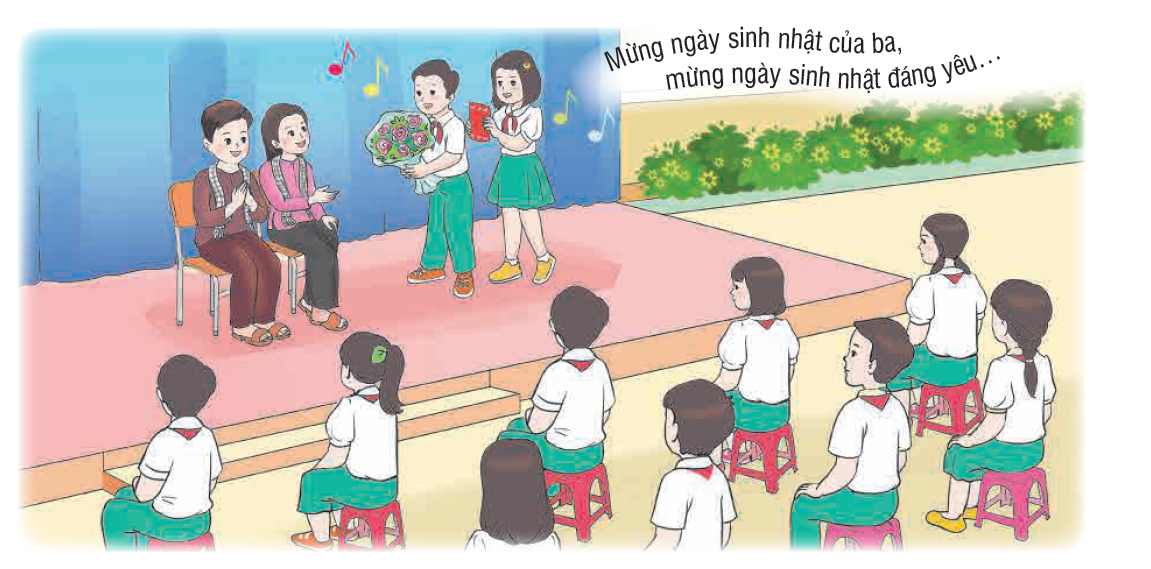 Mừng ngày sinh nhật của ba,
mừng ngày sinh nhật đáng yêu...